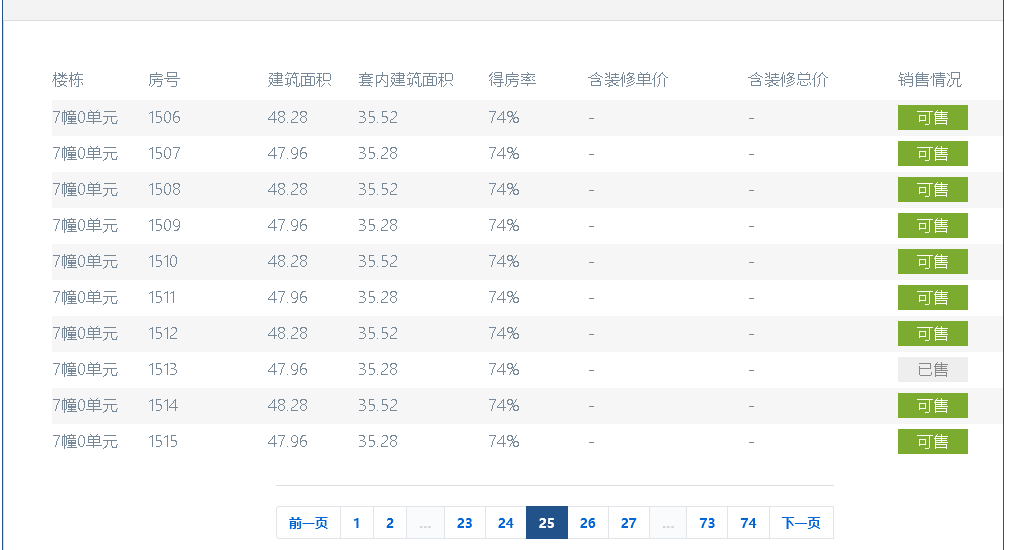 楼栋 房号 建筑面积 套内建筑面积 得房率 含装修单价 含装修总价 销售情况
7幢0单元 1506 48.28 35.52 74% - - 可售
7幢0单元 1507 47.96 35.28 74% - - 可售
7幢0单元 1508 48.28 35.52 74% - - 可售
7幢0单元 1509 47.96 35.28 74% - - 可售
7幢0单元 1510 48.28 35.52 74% - - 可售
7幢0单元 1511 47.96 35.28 74% - - 可售
7幢0单元 1512 48.28 35.52 74% - - 可售
7幢0单元 1513 47.96 35.28 74% - - 已售
7幢0单元 1514 48.28 35.52 74% - - 可售
7幢0单元 1515 47.96 35.28 74% - - 可售
前一页 1 2 ... 23 24 25 26 27 ... 73 74 下一页